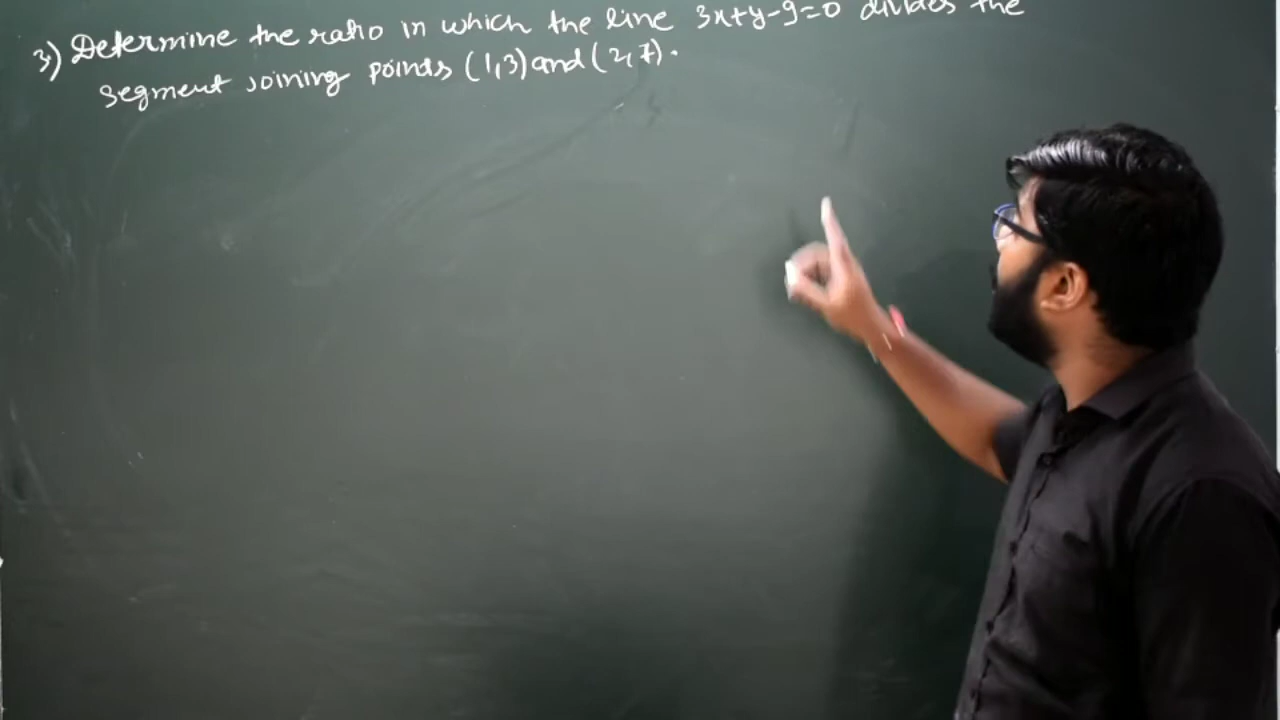 3) Determine the ratio in which the line 3x+y-9=0 divides the
segment joining points (1,3) and (2,7).